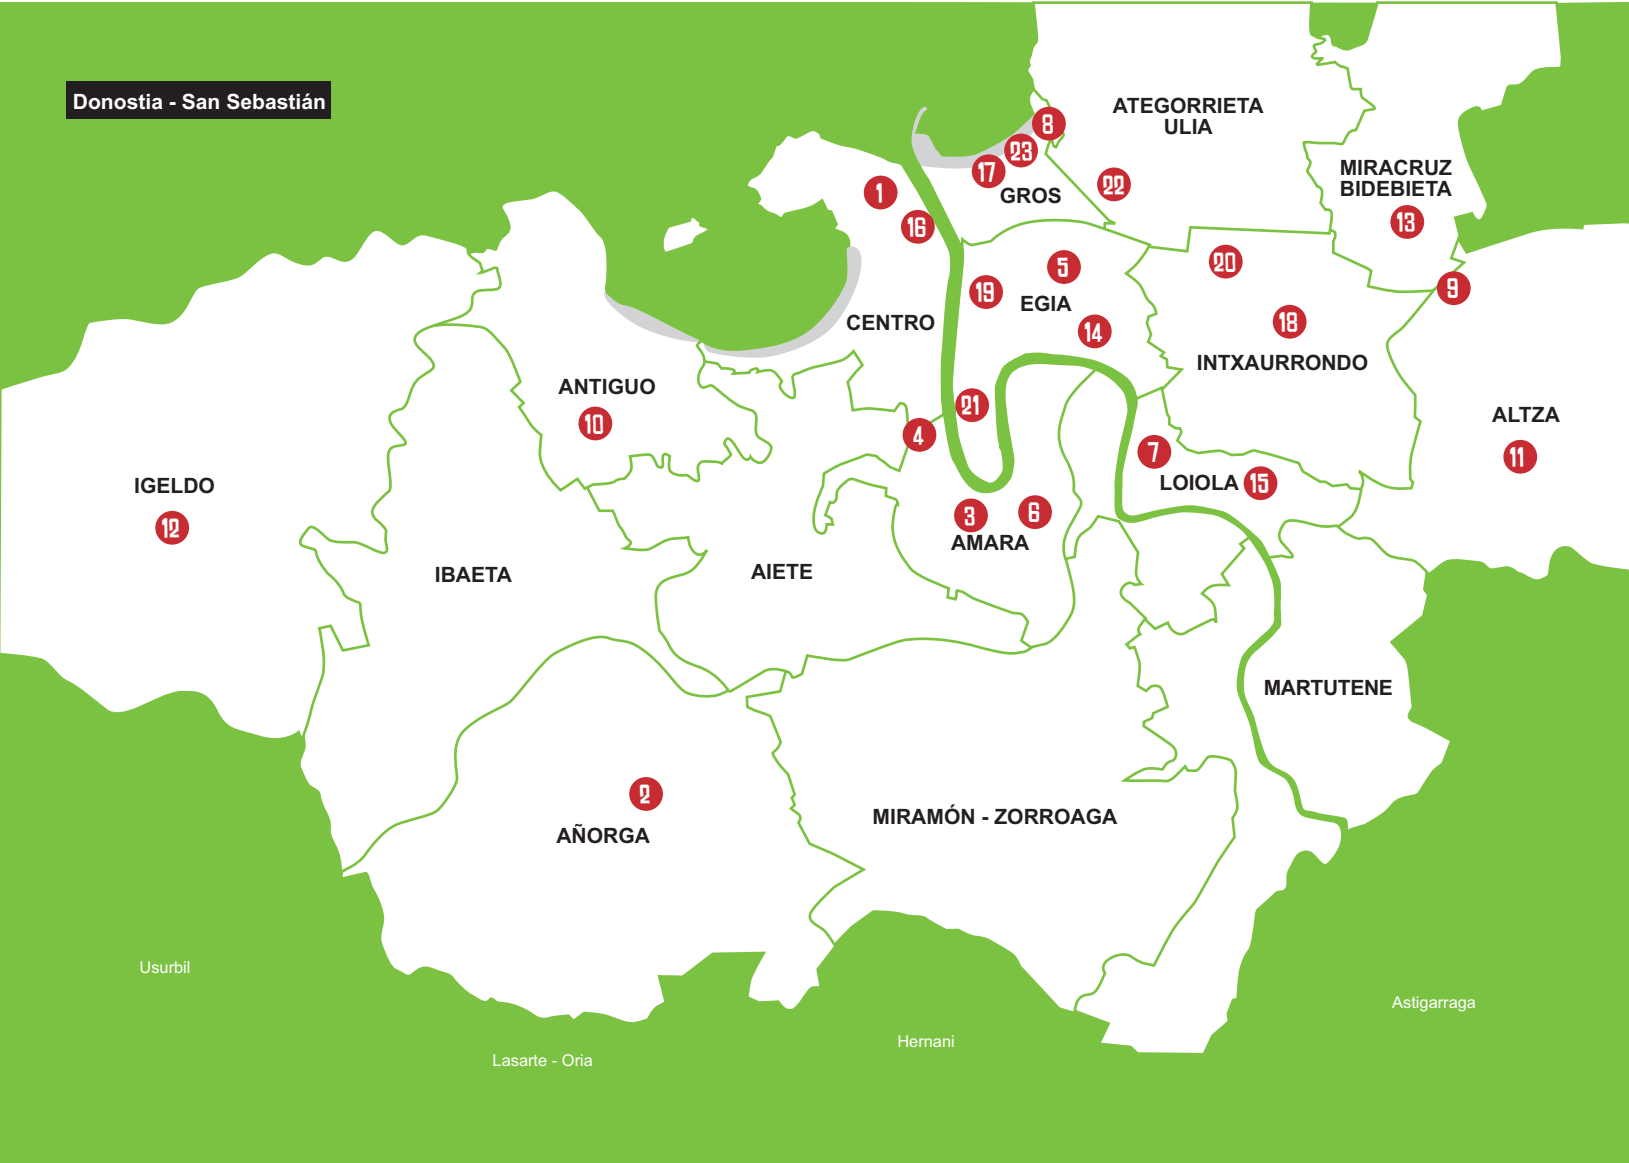 Donostia - San Sebastián
ATEGORRIETA
ULIA
8
23
17
GROS
22
MIRACRUZ
BIDEBIETA
13
1
16
5
19
EGIA
14
20
9
18
INTXAURRONDO
CENTRO
ANTIGUO
10
21
4
ALTZA
11
7
LOIOLA 15
IGELDO
12
3
6
AMARA
IBAETA
AIETE
MARTUTENE
2
AÑORGA
MIRAMÓN - ZORROAGA
Usurbil
Astigarraga
Hernani
Lasarte - Oria